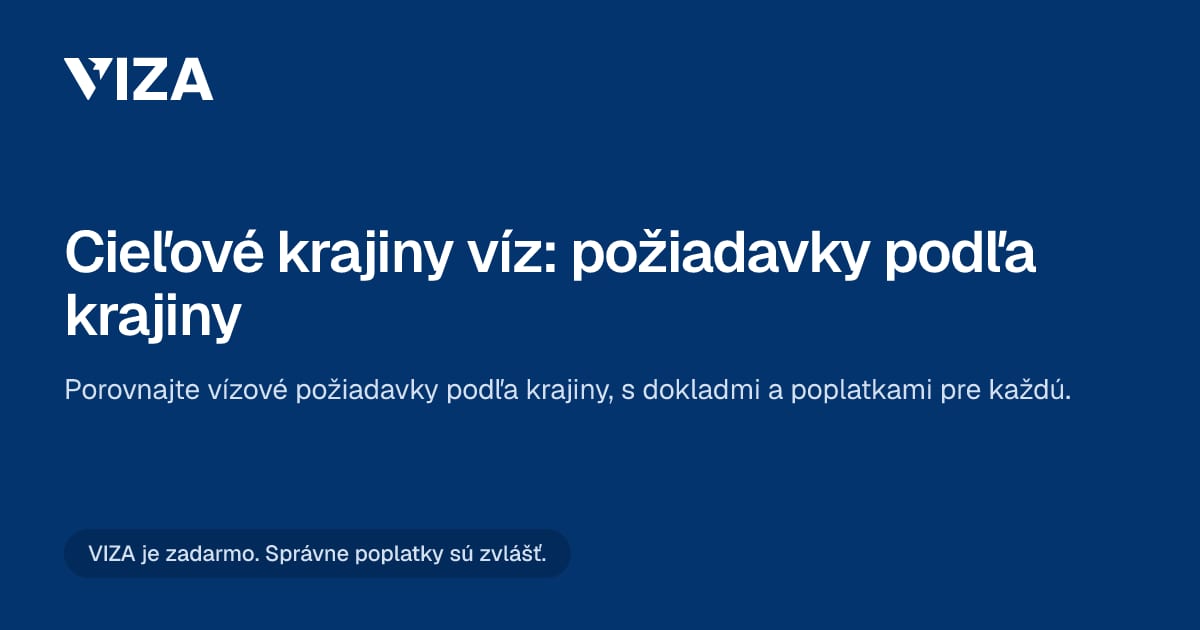 VIZA
Cieľové krajiny víz: požiadavky podľa
krajiny
Porovnajte vízové požiadavky podľa krajiny, s dokladmi a poplatkami pre každú.
VIZA je zadarmo. Správne poplatky sú zvlášť.